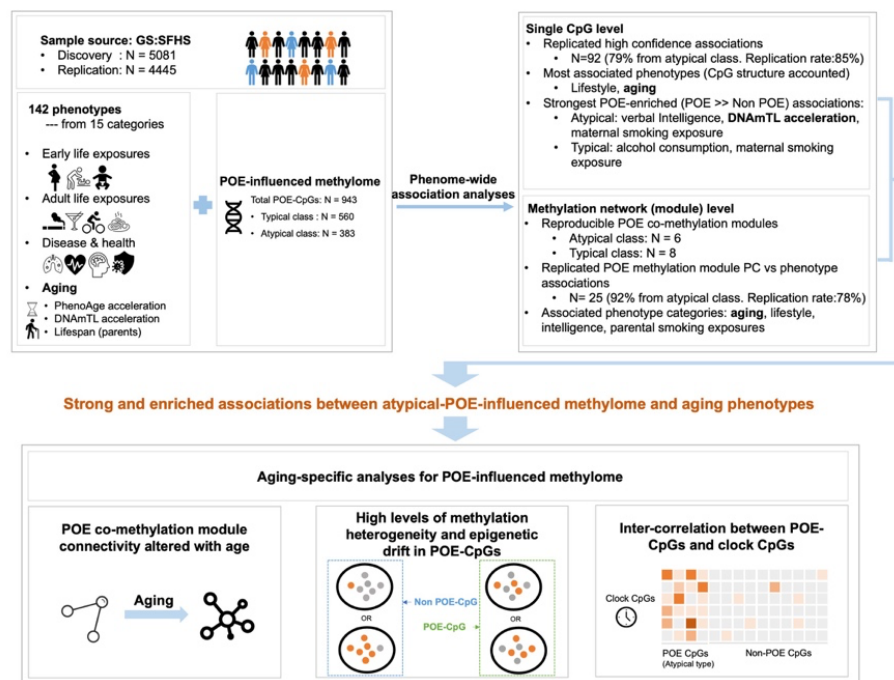 Sample source: GS:SFHS
• Discovery : N = 5081
• Replication: N = 4445
142 phenotypes
--- from 15 categories
• Early life exposures
• Adult life exposures
• Disease & health
• Aging
• PhenoAge acceleration
• DNAmTL acceleration
• Lifespan (parents)
POE-influenced methylome
Total POE-CpGs: N = 943
• Typical class : N = 560
• Atypical class: N = 383
Phenome-wide
association analyses
Single CpG level
• Replicated high confidence associations
• N=92 (79% from atypical class. Replication rate:85%)
• Most associated phenotypes (CpG structure accounted)
• Lifestyle, aging
• Strongest POE-enriched (POE >> Non POE) associations:
• Atypical: verbal Intelligence, DNAmTL acceleration,
maternal smoking exposure
• Typical: alcohol consumption, maternal smoking
exposure
Methylation network (module) level
• Reproducible POE co-methylation modules
• Atypical class: N = 6
• Typical class: N = 8
• Replicated POE methylation module PC vs phenotype
associations
• N= 25 (92% from atypical class. Replication rate:78%)
• Associated phenotype categories: aging, lifestyle,
intelligence, parental smoking exposures
Strong and enriched associations between atypical-POE-influenced methylome and aging phenotypes
Aging-specific analyses for POE-influenced methylome
POE co-methylation module
connectivity altered with age
Aging
High levels of methylation
heterogeneity and epigenetic
drift in POE-CpGs
Non POE-CpG
OR
OR
POE-CpG
Inter-correlation between POE-
CpGs and clock CpGs
Clock CpGs
POE CpGs
(Atypical type)
Non-POE CpGs